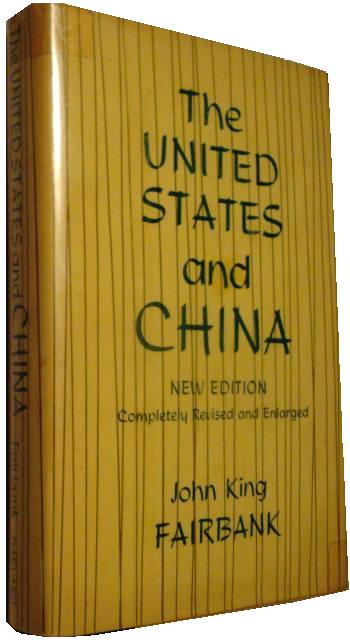 The
UNITED
STATES
and
CHINA
NEW EDITION
Completely Revised and Enlarged
John King
FAIRBANK
The UNITED STATES and CHINA Fairbank